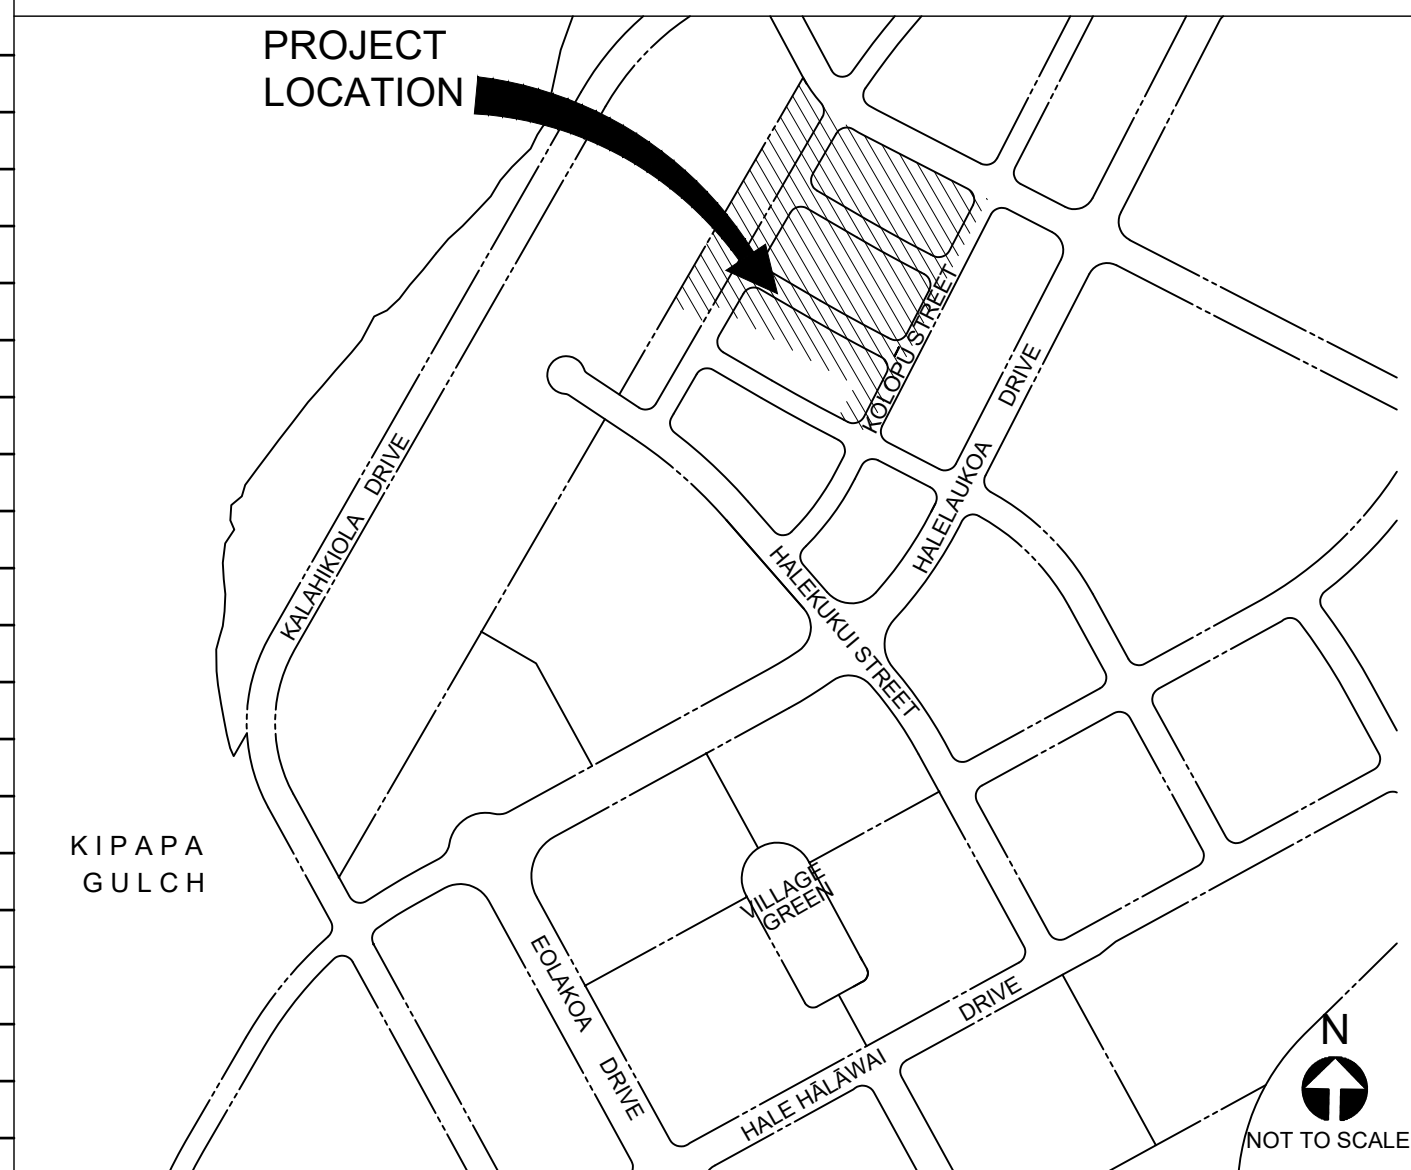 PROJECT
LOCATION
KOLOPŪ STREET
HALELAUKOA DRIVE
KALAHIKIOLA DRIVE
HALEKUKUI STREET
KIPAPA
GULCH
VILLAGE
GREEN
EOLAKOA DRIVE
HALE HĀLĀWAI DRIVE
N
NOT TO SCALE